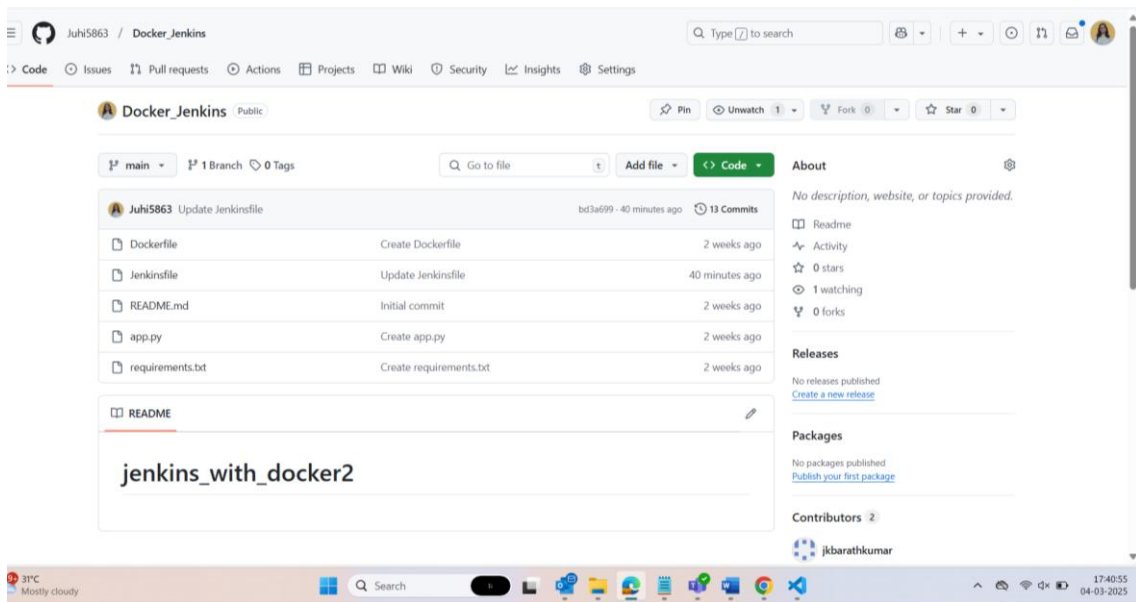 Juhi5863 / Docker_Jenkins
Type / to search
Code Issues Pull requests Actions Projects Wiki Security Insights Settings
Docker_Jenkins Public
Pin Unwatch 1 Fork 0 Star 0
main 1 Branch 0 Tags
Go to file t Add file Code
Juhi5863 Update Jenkinsfile bd3a699 · 40 minutes ago 13 Commits
Dockerfile Create Dockerfile 2 weeks ago
Jenkinsfile Update Jenkinsfile 40 minutes ago
README.md Initial commit 2 weeks ago
app.py Create app.py 2 weeks ago
requirements.txt Create requirements.txt 2 weeks ago
README
jenkins_with_docker2
About
No description, website, or topics provided.
Readme
Activity
0 stars
1 watching
0 forks
Releases
No releases published
Create a new release
Packages
No packages published
Publish your first package
Contributors 2
jkbarathkumar
31°C
Mostly cloudy
Search
17:40:55
04-03-2025